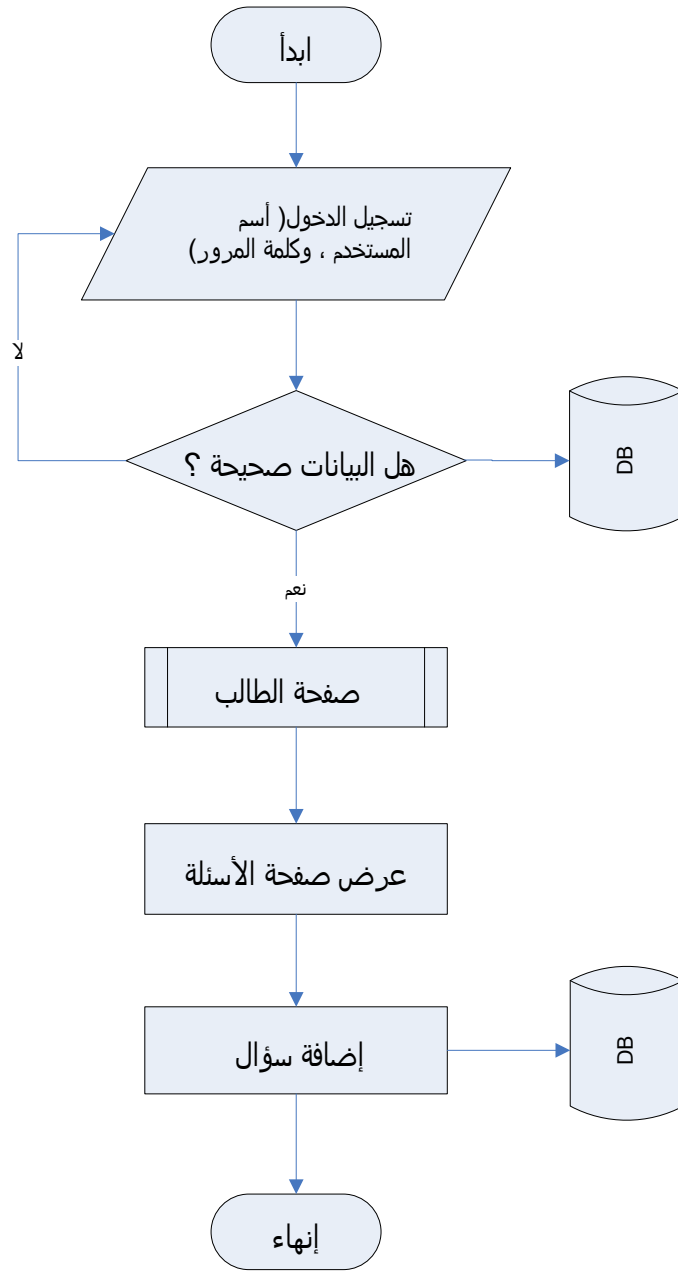 ابدأ
تسجيل الدخول( أسم
المستخدم ، وكلمة المرور)
لا
هل البيانات صحيحة ؟
DB
نعم
صفحة الطالب
عرض صفحة الأسئلة
إضافة سؤال
DB
إنهاء